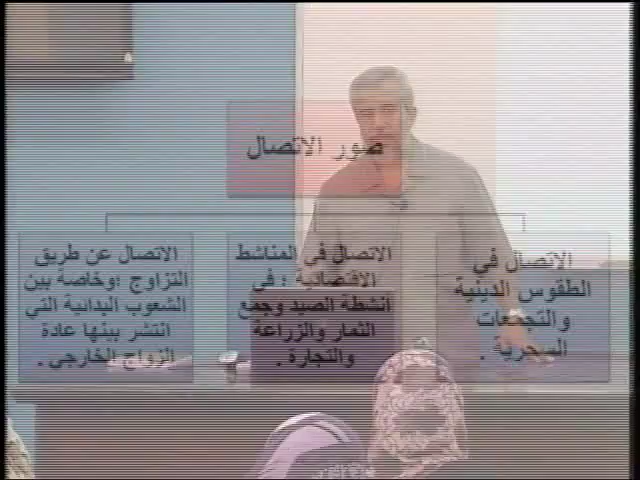 صور الاتصال
الاتصال في
الطقوس الدينية
والتجمعات
السحرية .
الاتصال في المناشط
الاقتصادية ؛ في
أنشطة الصيد وجمع
الثمار والزراعة
والتجارة .
الاتصال عن طريق
التزاوج ؛وخاصة بين
الشعوب البدائية التي
انتشر بينها عادة
الزواج الخارجي .